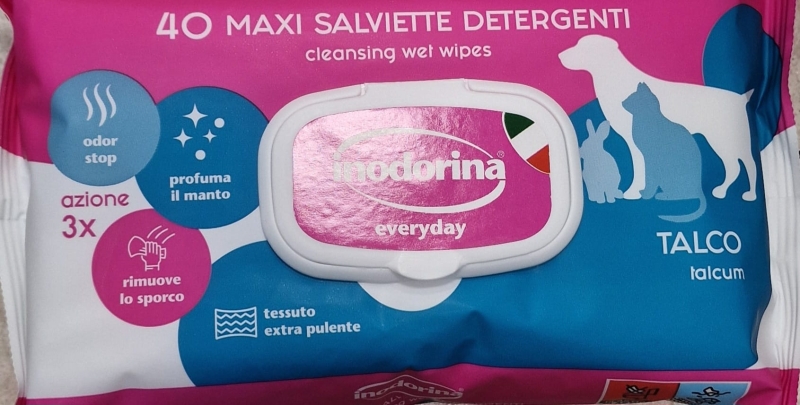 40 MAXI SALVIETTE DETERGENTI
cleansing wet wipes
odor
stop
profuma
il manto
azione
3x
rimuove
lo sporco
inodorina
everyday
TALCO
talcum
tessuto
extra pulente
inodorina